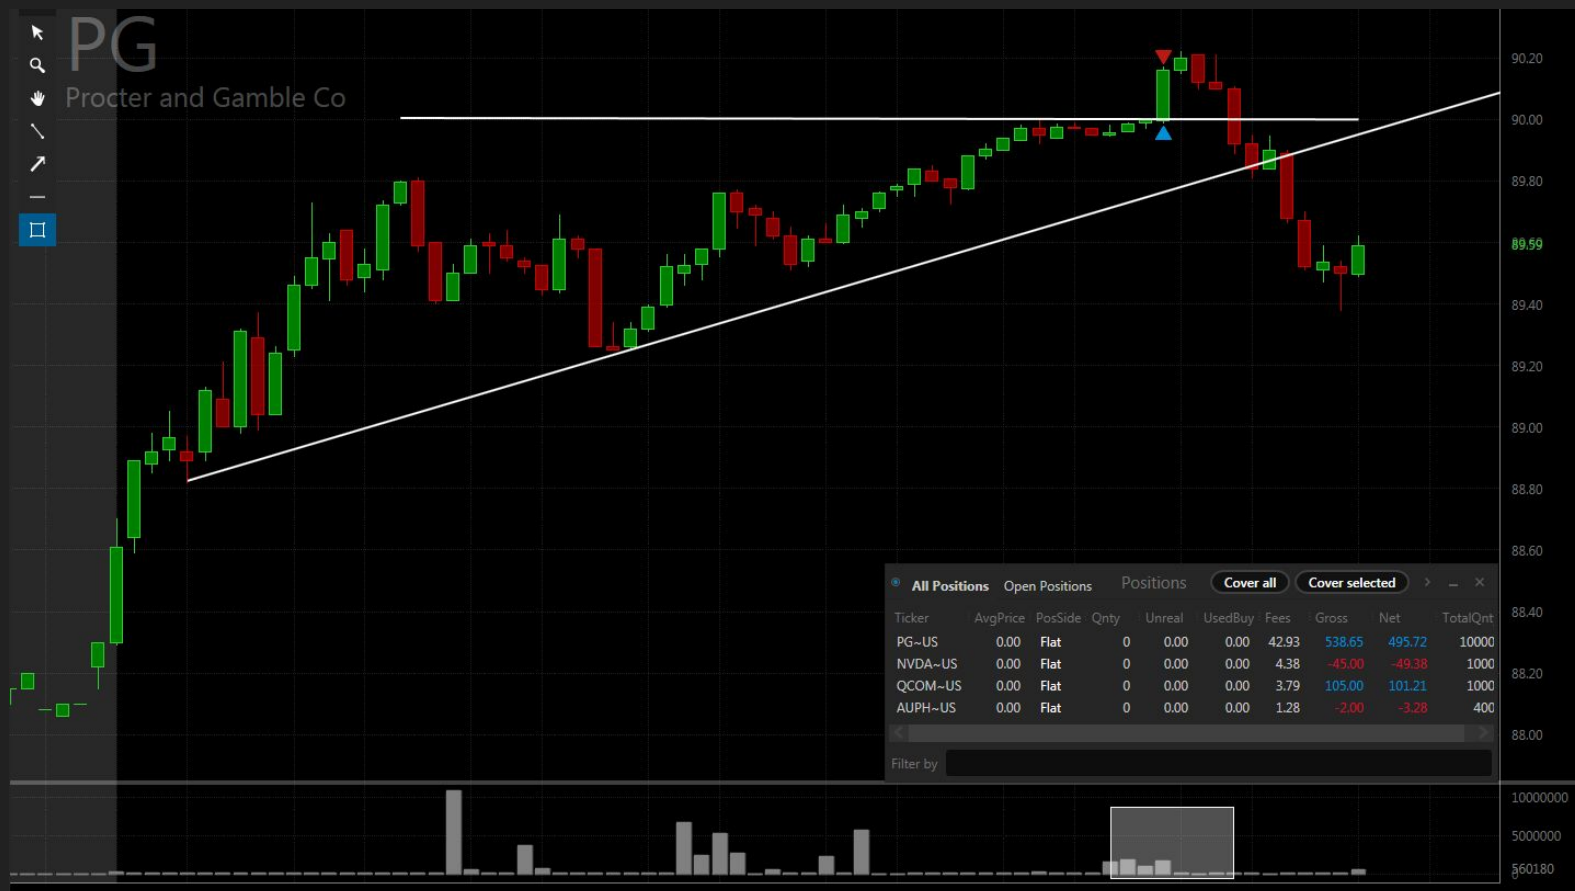 PG
Procter and Gamble Co
90.20
90.00
89.80
89.59
89.40
89.20
89.00
88.80
88.60
88.40
88.20
88.00
All Positions Open Positions Positions Cover all Cover selected
Ticker AvgPrice PosSide Qnty Unreal UsedBuy Fees Gross Net TotalQnt
PG~US 0.00 Flat 0 0.00 0.00 42.93 538.65 495.72 10000
NVDA~US 0.00 Flat 0 0.00 0.00 4.38 -45.00 -49.38 1000
QCOM~US 0.00 Flat 0 0.00 0.00 3.79 105.00 101.21 1000
AUPH~US 0.00 Flat 0 0.00 0.00 1.28 -2.00 -3.28 400
Filter by
10000000
5000000
560180